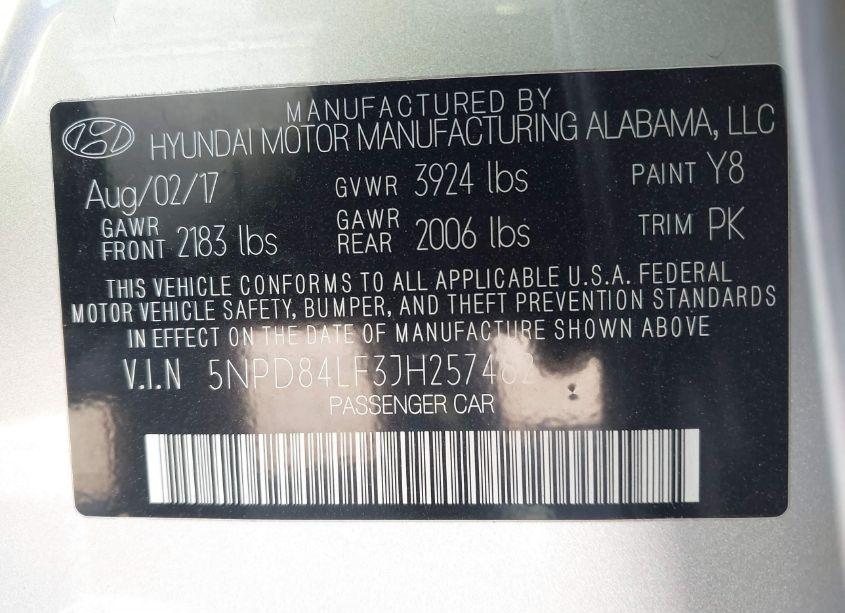 MANUFACTURED BY
HYUNDAI MOTOR MANUFACTURING ALABAMA, LLC
Aug/02/17 GVWR 3924 lbs PAINT Y8
GAWR FRONT 2183 lbs GAWR REAR 2006 lbs TRIM PK
THIS VEHICLE CONFORMS TO ALL APPLICABLE U.S.A. FEDERAL
MOTOR VEHICLE SAFETY, BUMPER, AND THEFT PREVENTION STANDARDS
IN EFFECT ON THE DATE OF MANUFACTURE SHOWN ABOVE
V.I.N 5NPD84LF3JH257482
PASSENGER CAR